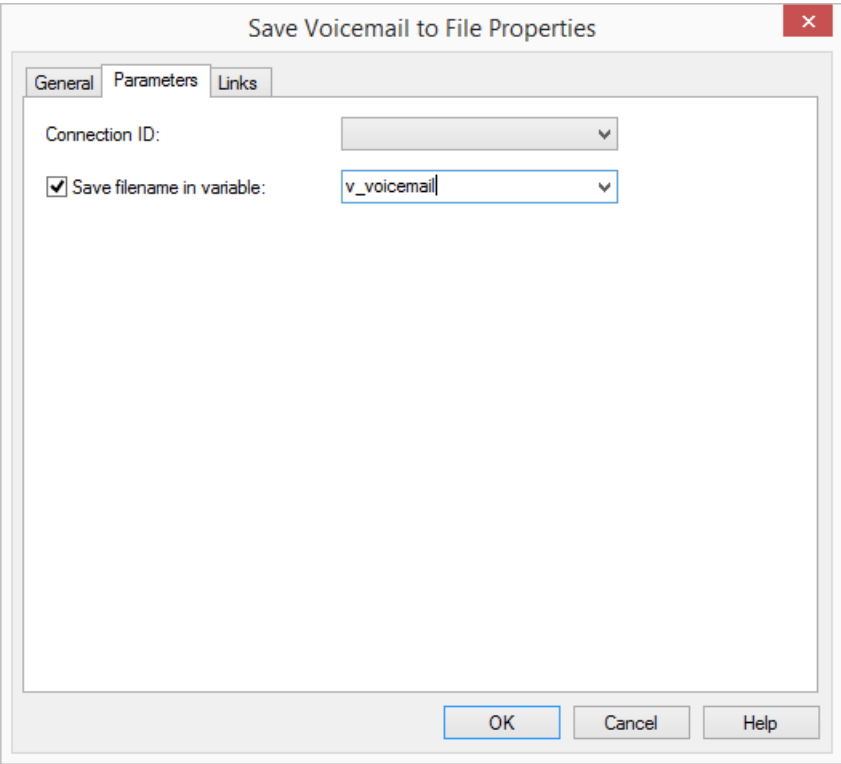 Save Voicemail to File Properties
General Parameters Links
Connection ID:
Save filename in variable: v_voicemail
OK Cancel Help